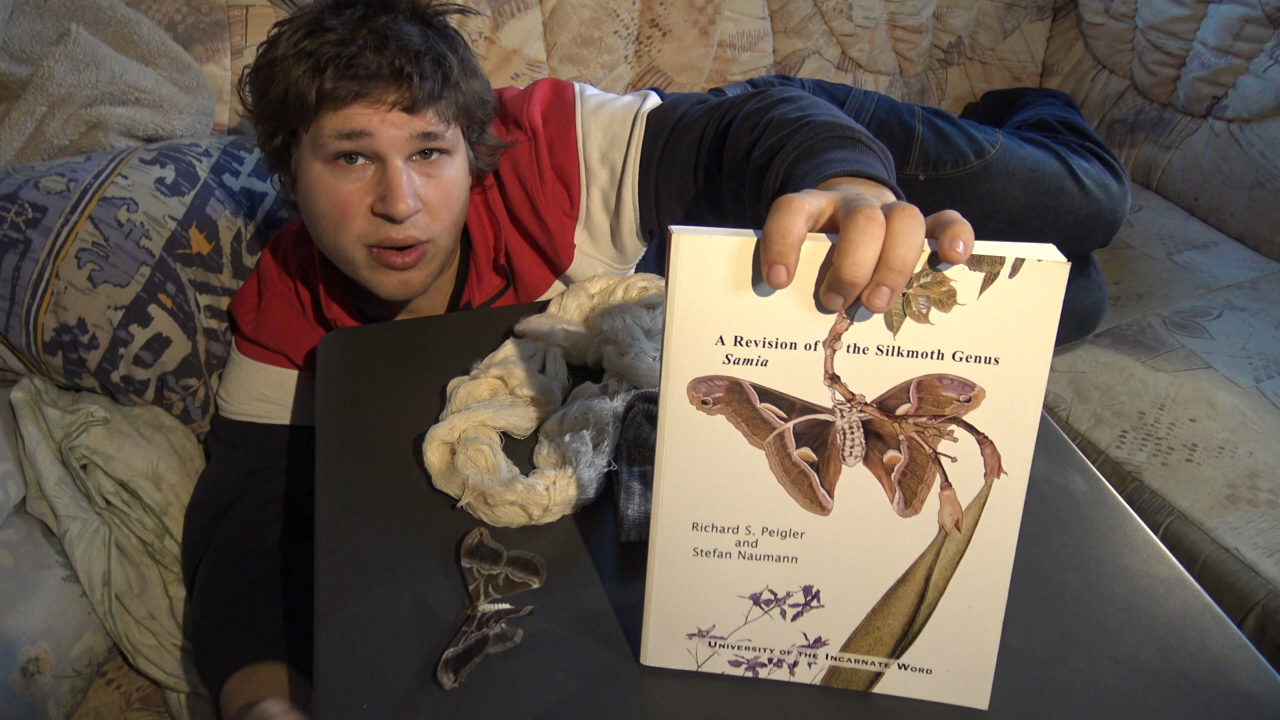 A Revision of the Silkmoth Genus
Samia
Richard S. Peigler
and
Stefan Naumann
University of the Incarnate Word